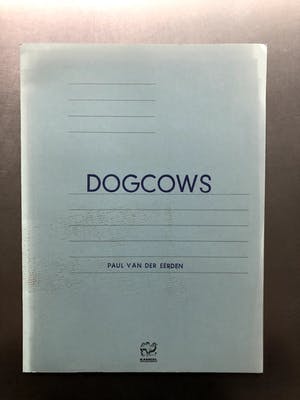 DOGCOWS
PAUL VAN DER EERDEN